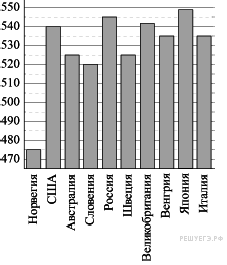 550
540
530
520
510
500
490
480
470
Норвегия
США
Австралия
Словения
Россия
Швеция
Великобритания
Венгрия
Япония
Италия
РЕШУЕГЭ.РФ